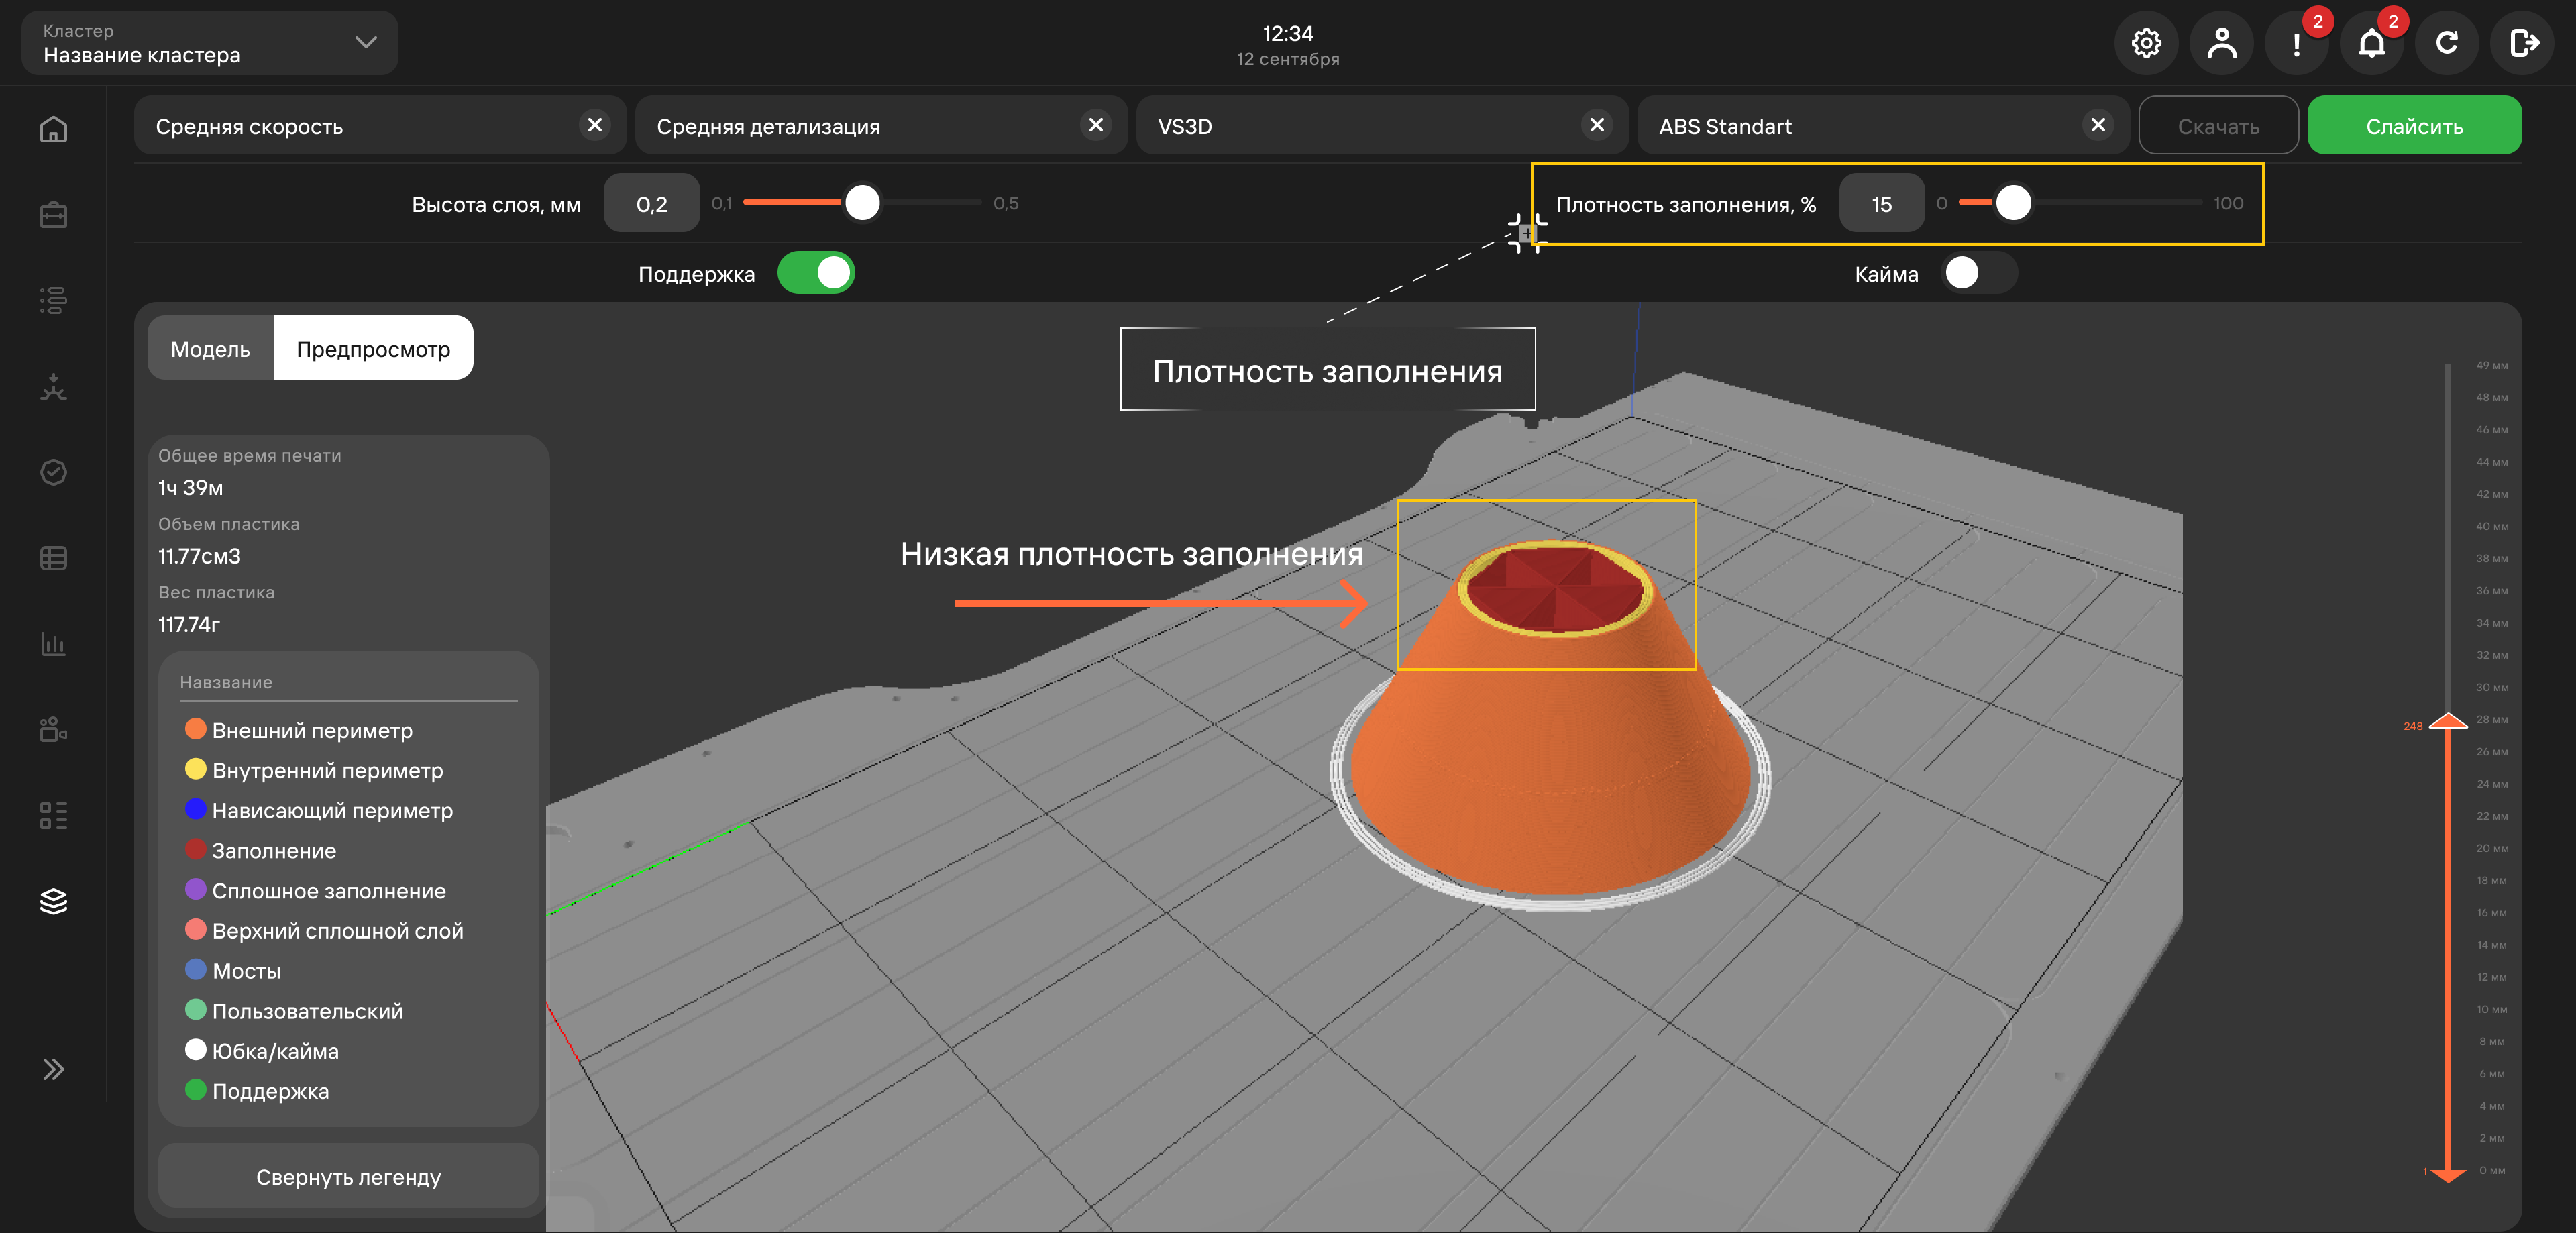 Кластер
Название кластера
12:34
12 сентября
2
2
Средняя скорость
Средняя детализация
VS3D
ABS Standart
Скачать
Слайсить
Высота слоя, мм
0,2
0,1
0,5
Плотность заполнения, %
15
0
100
Поддержка
Кайма
Модель
Предпросмотр
Плотность заполнения
Низкая плотность заполнения
Общее время печати
1ч 39м
Объем пластика
11.77см3
Вес пластика
117.74г
Навзвание
Внешний периметр
Внутренний периметр
Нависающий периметр
Заполнение
Сплошное заполнение
Верхний сплошной слой
Мосты
Пользовательский
Юбка/кайма
Поддержка
Свернуть легенду
49 мм
48 мм
46 мм
44 мм
42 мм
40 мм
38 мм
36 мм
34 мм
32 мм
30 мм
28 мм
248
26 мм
24 мм
22 мм
20 мм
18 мм
16 мм
14 мм
12 мм
10 мм
8 мм
6 мм
4 мм
2 мм
1
0 мм